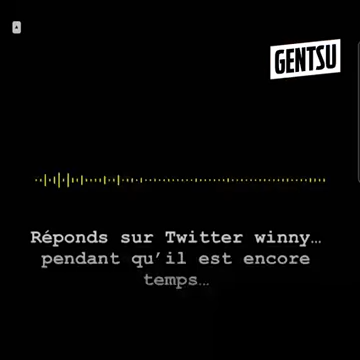 GENTSU
Réponds sur Twitter winny…
pendant qu’il est encore
temps…